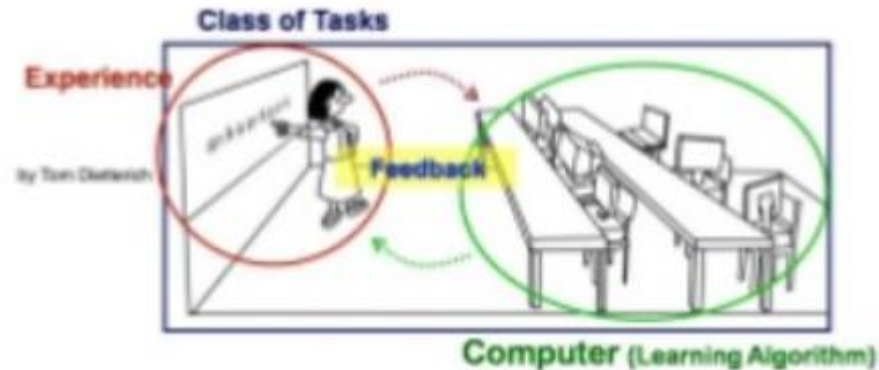 Class of Tasks
Experience
Feedback
by Tom Dietterich
Computer (Learning Algorithm)